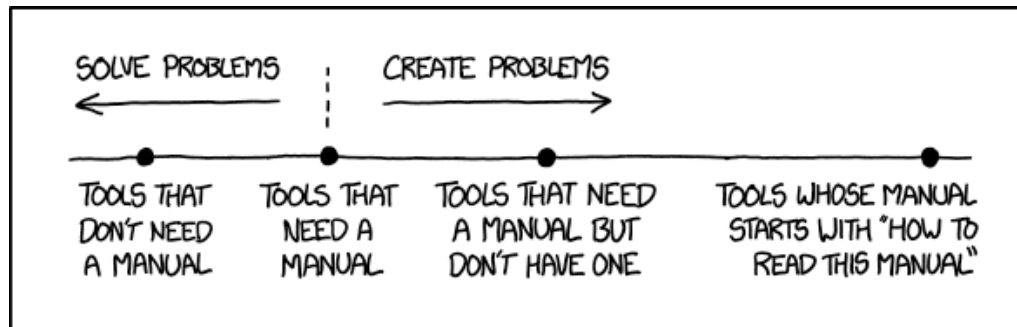 SOLVE PROBLEMS
CREATE PROBLEMS
TOOLS THAT
DON'T NEED
A MANUAL
TOOLS THAT
NEED A
MANUAL
TOOLS THAT NEED
A MANUAL BUT
DON'T HAVE ONE
TOOLS WHOSE MANUAL
STARTS WITH "HOW TO
READ THIS MANUAL"